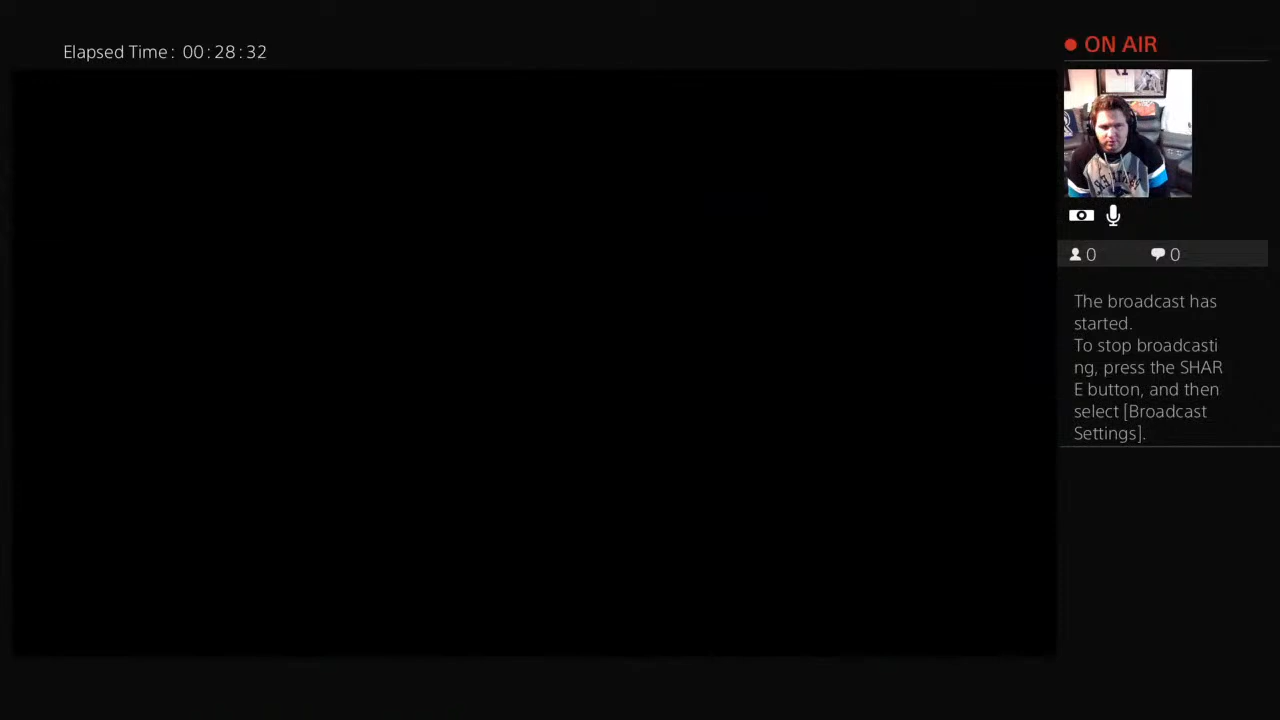 Elapsed Time: 00:28:32
ON AIR
0 0
The broadcast has
started.
To stop broadcasti
ng, press the SHAR
E button, and then
select [Broadcast
Settings].